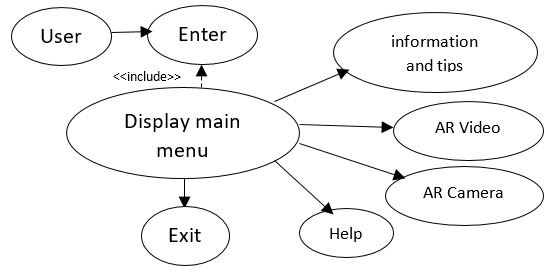 User
Enter
<<include>>
information
and tips
Display main
menu
AR Video
AR Camera
Exit
Help